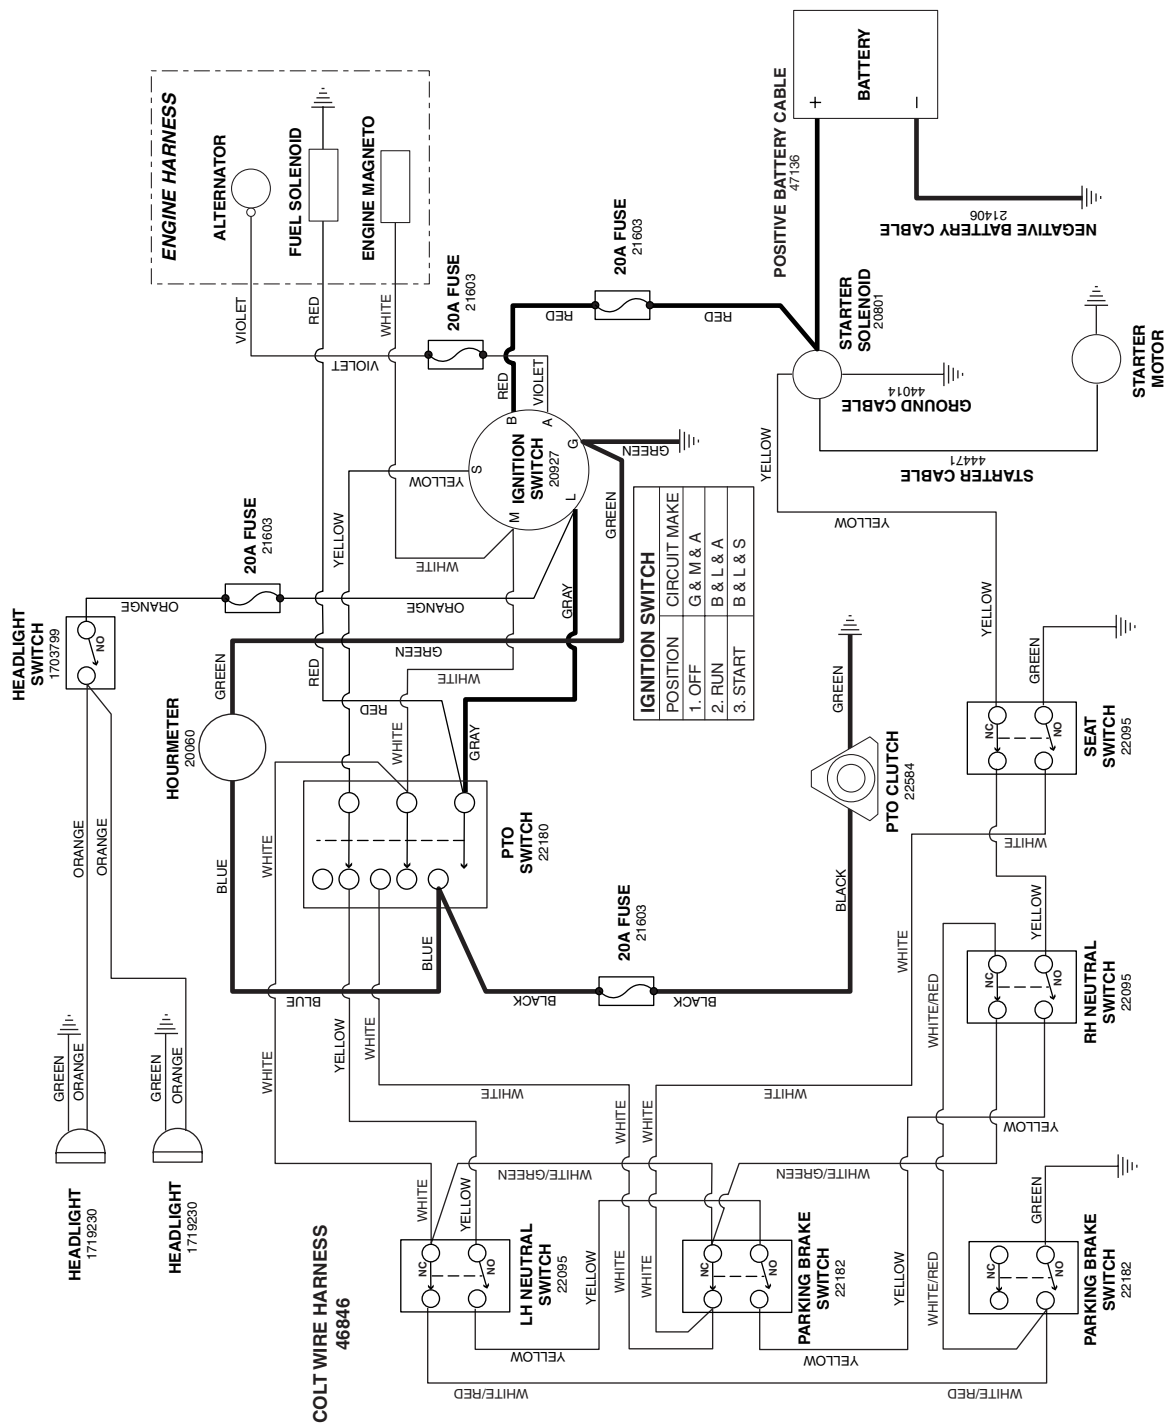 ENGINE HARNESS
ALTERNATOR
FUEL SOLENOID
ENGINE MAGNETO
VIOLET
RED
WHITE
VIOLET
20A FUSE
21603
RED
20A FUSE
21603
RED
POSITIVE BATTERY CABLE
47136
+
−
BATTERY
21406
NEGATIVE BATTERY CABLE
STARTER
SOLENOID
20801
44014
GROUND CABLE
STARTER
MOTOR
44471
STARTER CABLE
RED
VIOLET
B
A
S
G
M
L
IGNITION
SWITCH
20927
YELLOW
GREEN
YELLOW
YELLOW
20A FUSE
21603
YELLOW
WHITE
GREEN
GRAY
ORANGE
ORANGE
HEADLIGHT
SWITCH
1703799
NO
IGNITION SWITCH
POSITION CIRCUIT MAKE
1. OFF G & M & A
2. RUN B & L & A
3. START B & L & S
GREEN
GREEN
WHITE
RED
RED
HOURMETER
20060
WHITE
GRAY
PTO
SWITCH
22180
GREEN
PTO CLUTCH
22584
BLACK
YELLOW
GREEN
NC
NO
SEAT
SWITCH
22095
WHITE
ORANGE
ORANGE
WHITE
BLUE
BLUE
BLUE
20A FUSE
21603
BLACK
BLACK
WHITE
YELLOW
NC
NO
RH NEUTRAL
SWITCH
22095
WHITE/RED
YELLOW
WHITE
WHITE
GREEN
ORANGE
GREEN
ORANGE
WHITE
WHITE
WHITE
WHITE
YELLOW
HEADLIGHT
1719230
HEADLIGHT
1719230
WHITE
YELLOW
WHITE/GREEN
WHITE/GREEN
GREEN
COLT WIRE HARNESS
46846
NC
NO
LH NEUTRAL
SWITCH
22095
YELLOW
WHITE
WHITE
NC
NO
PARKING BRAKE
SWITCH
22182
YELLOW
WHITE/RED
NC
NO
PARKING BRAKE
SWITCH
22182
YELLOW
YELLOW
WHITE/RED
WHITE/RED